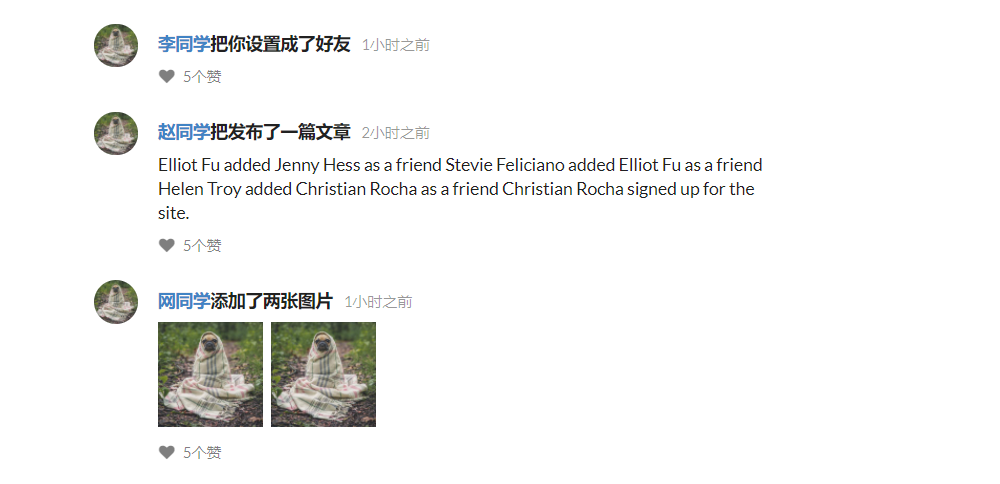 李同学把你设置成了好友 1小时之前
5个赞
赵同学把发布了一篇文章 2小时之前
Elliot Fu added Jenny Hess as a friend Stevie Feliciano added Elliot Fu as a friend
Helen Troy added Christian Rocha as a friend Christian Rocha signed up for the
site.
5个赞
网同学添加了两张图片 1小时之前
5个赞